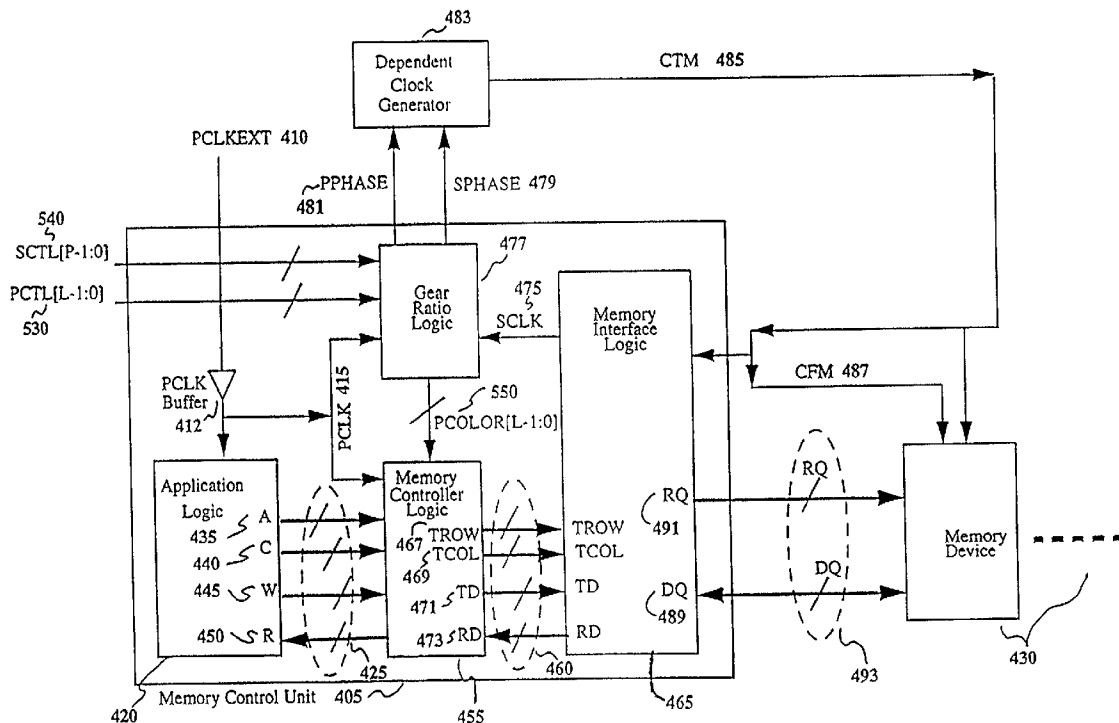 483
Dependent
Clock
Generator
CTM 485
PCLKEXT 410
PPHASE
481
SPHASE 479
540
SCTL[P-1:0]
PCTL[L-1:0]
530
477
Gear
Ratio
Logic
475
SCLK
Memory
Interface
Logic
PCLK
Buffer
412
PCLK 415
550
PCOLOR[L-1:0]
CFM 487
Application
Logic
435 A
440 C
445 W
450 R
Memory
Controller
Logic
467 TROW
469 TCOL
471 TD
473 RD
TROW
TCOL
TD
RD
RQ
491
DQ
489
RQ
DQ
Memory
Device
420
Memory Control Unit
405
425
455
460
465
493
430